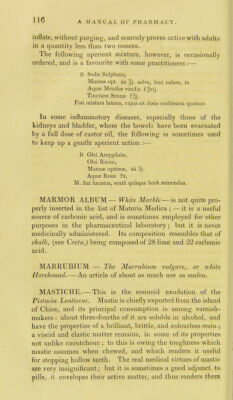 116 A MANUAL OF PHARMACY.
inflate, without purging, and scarcely proves active with adults
in a quantity less than two ounces.
The following aperient mixture, however, is occasionally
ordered, and is a favourite with some practitioners:—
℞ Sodæ Sulphatis,
Mannæ opt. āā ʒj. solve, leni calore, in
Aquæ Menthæ viridis fʒvij.
Tincturæ Sennæ fʒj.
Fiat mistura laxans, cujus sit dosis cochlearia quatuor.
In some inflammatory diseases, especially those of the
kidneys and bladder, where the bowels have been evacuated
by a full dose of castor oil, the following is sometimes used
to keep up a gentle aperient action:—
℞ Olei Amygdalæ,
Olei Ricini,
Mannæ optimæ, āā
Aquæ Rosæ
M. fiat haustus, sextâ quâque horâ sumendus.
MARMOR ALBUM—White Marble—is not quite pro-
perly inserted in the list of Materia Medica;—it is a useful
source of carbonic acid, and is sometimes employed for other
purposes in the pharmaceutical laboratory; but it is never
medicinally administered. Its composition resembles that of
chalk, (see Creta,) being composed of 28 lime and 22 carbonic
acid.
MARRUBIUM — The Marrubium vulgare, or white
Horehound.—An article of about as much use as malva.
MASTICHE.—This is the resinoid exudation of the
Pistacia Lentiscus. Mastic is chiefly exported from the island
of Chios, and its principal consumption is among varnish-
makers: about three-fourths of it are soluble in alcohol, and
have the properties of a brilliant, brittle, and colourless resin;
a viscid and elastic matter remains, in some of its properties
not unlike caoutchouc; to this is owing the toughness which
mastic assumes when chewed, and which renders it useful
for stopping hollow teeth. The real medical virtues of mastic
are very insignificant; but it is sometimes a good adjunct to
pills, it envelopes their active matter, and thus renders them